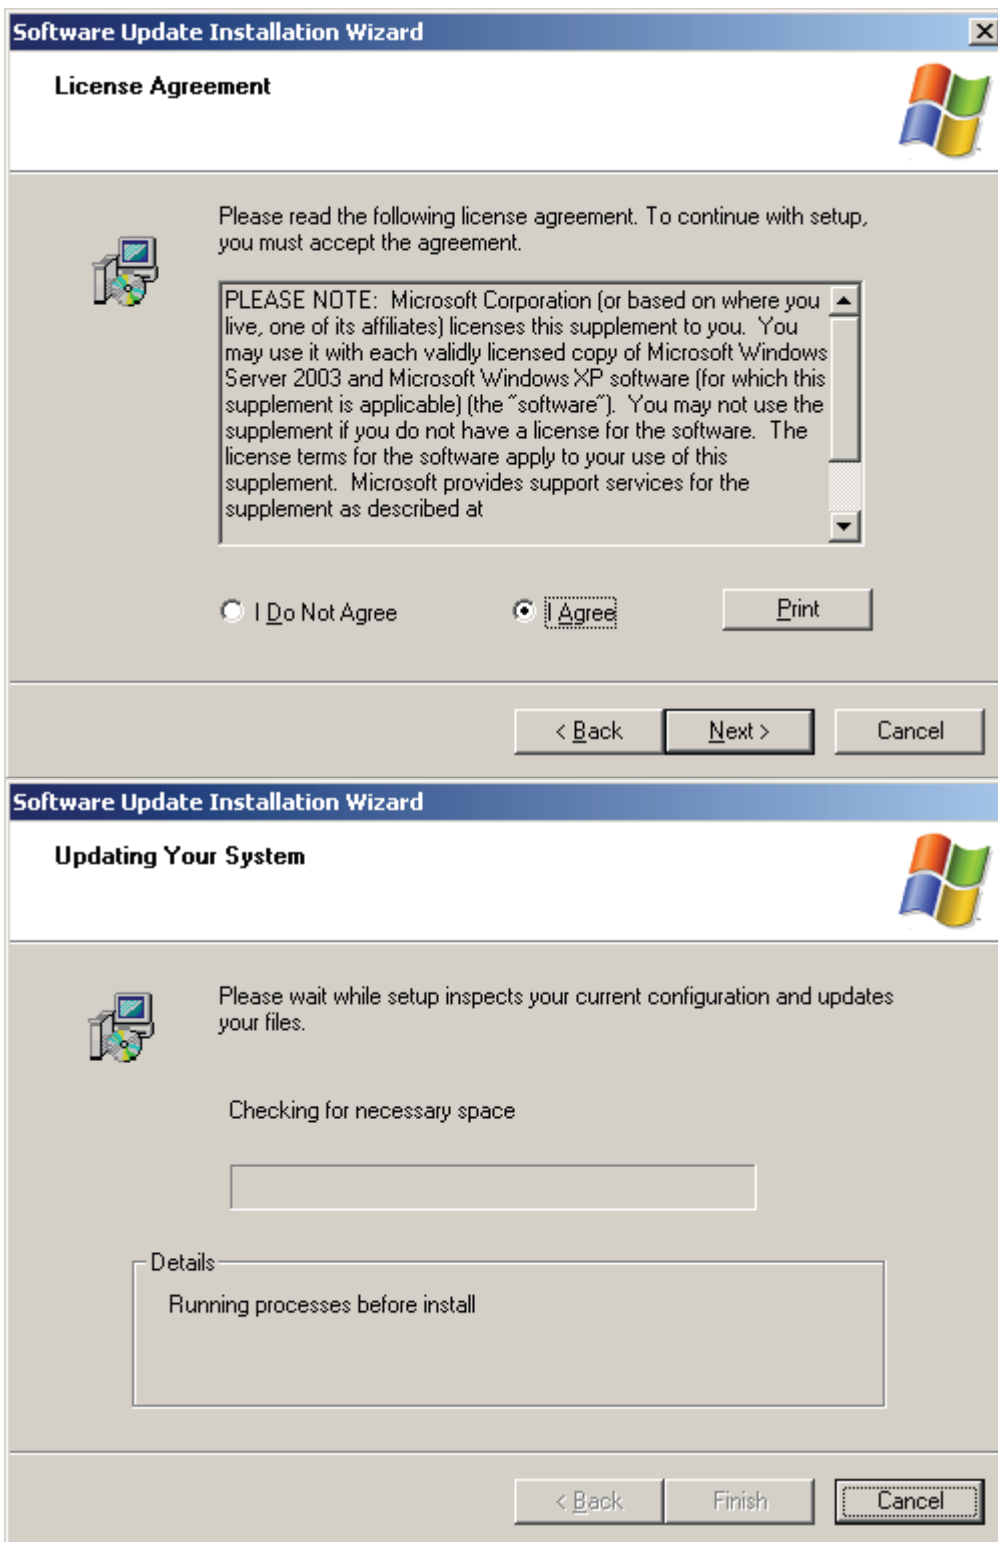 Software Update Installation Wizard
License Agreement
Please read the following license agreement. To continue with setup,
you must accept the agreement.
PLEASE NOTE:  Microsoft Corporation (or based on where you
live, one of its affiliates) licenses this supplement to you.  You
may use it with each validly licensed copy of Microsoft Windows
Server 2003 and Microsoft Windows XP software (for which this
supplement is applicable) (the "software").  You may not use the
supplement if you do not have a license for the software.  The
license terms for the software apply to your use of this
supplement.  Microsoft provides support services for the
supplement as described at
I Do Not Agree
I Agree
Print
< Back
Next >
Cancel
Software Update Installation Wizard
Updating Your System
Please wait while setup inspects your current configuration and updates
your files.
Checking for necessary space
Details
Running processes before install
< Back
Finish
Cancel